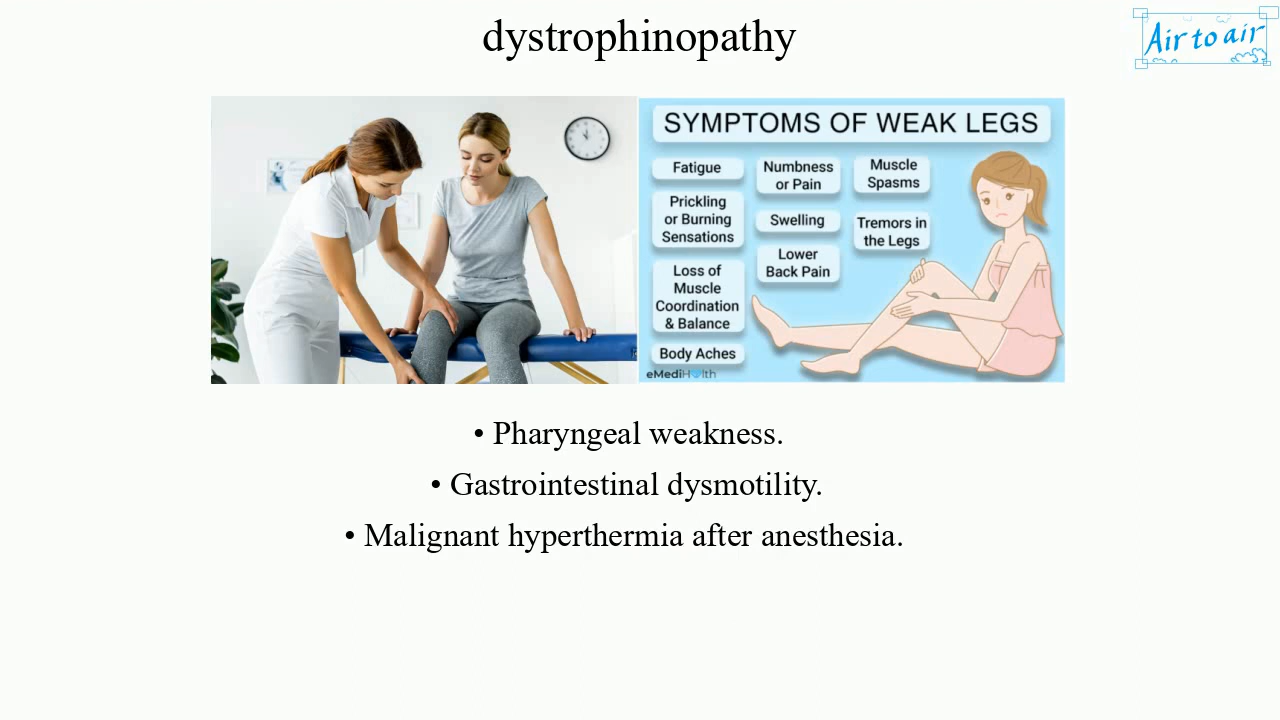 dystrophinopathy
Air to air
SYMPTOMS OF WEAK LEGS
Fatigue
Prickling
or Burning
Sensations
Loss of
Muscle
Coordination
& Balance
Body Aches
Numbness
or Pain
Swelling
Lower
Back Pain
Muscle
Spasms
Tremors in
the Legs
eMediHealth
• Pharyngeal weakness.
• Gastrointestinal dysmotility.
• Malignant hyperthermia after anesthesia.